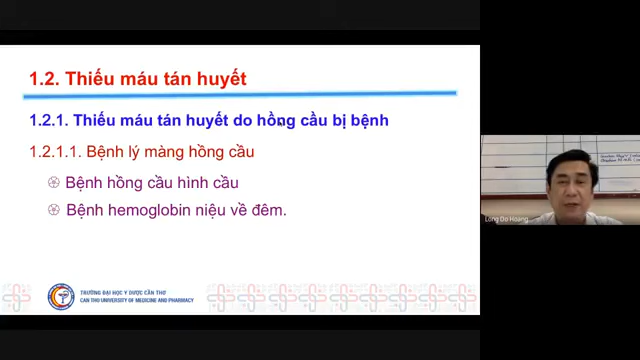 1.2. Thiếu máu tán huyết
1.2.1. Thiếu máu tán huyết do hồng cầu bị bệnh
1.2.1.1. Bệnh lý màng hồng cầu
Bệnh hồng cầu hình cầu
Bệnh hemoglobin niệu về đêm.
TRƯỜNG ĐẠI HỌC Y DƯỢC CẦN THƠ
CAN THO UNIVERSITY OF MEDICINE AND PHARMACY
Long Do Hoang